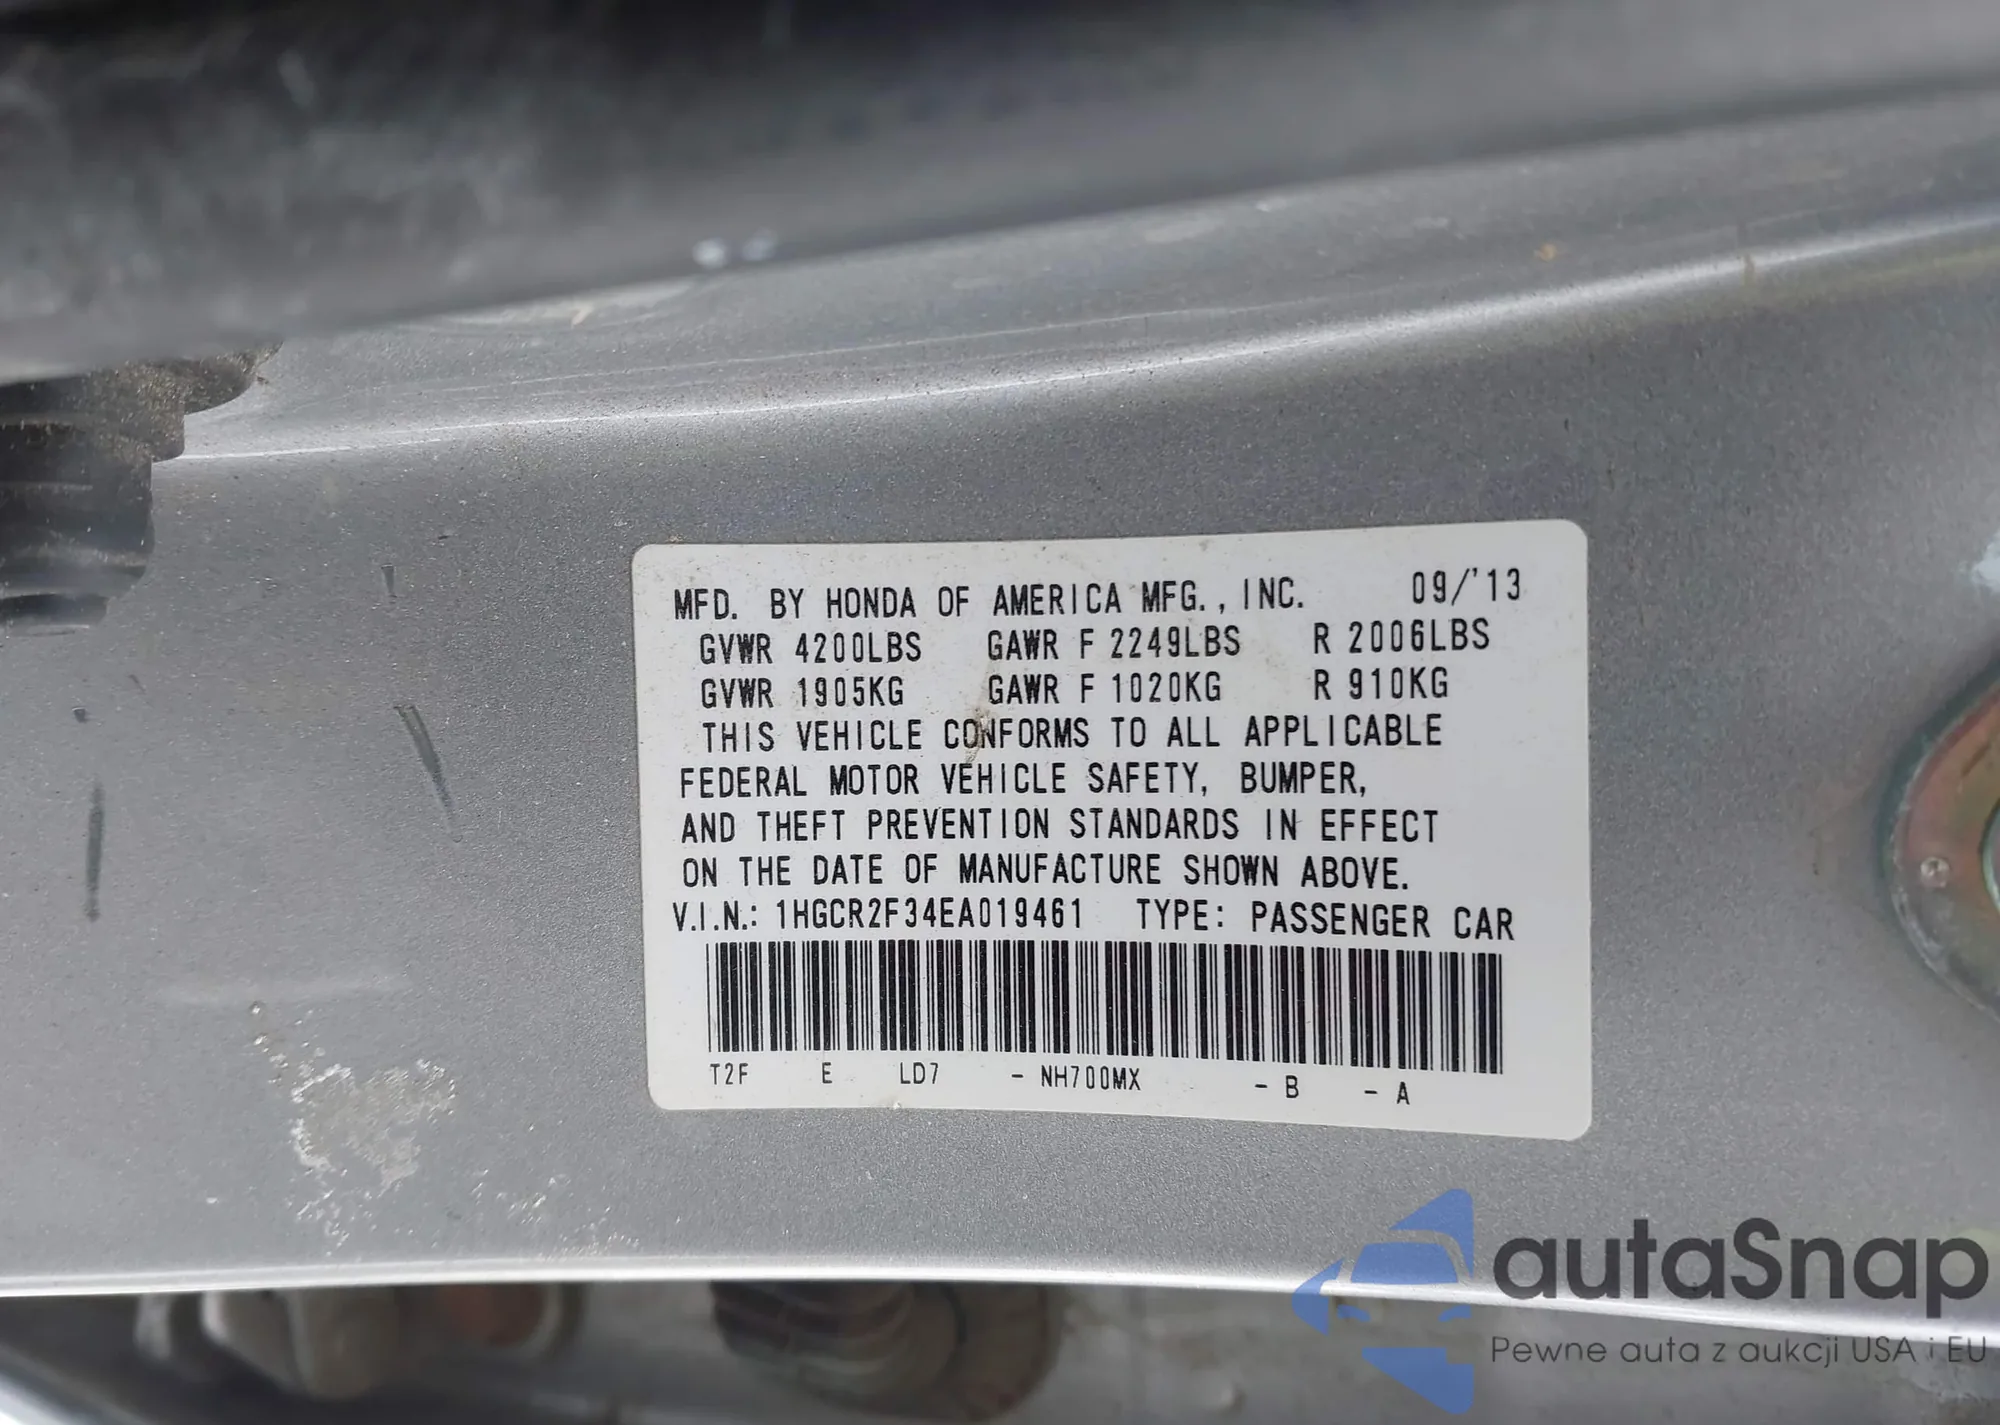 MFD. BY HONDA OF AMERICA MFG., INC. 09/'13
GVWR 4200LBS GAWR F 2249LBS R 2006LBS
GVWR 1905KG GAWR F 1020KG R 910KG
THIS VEHICLE CONFORMS TO ALL APPLICABLE
FEDERAL MOTOR VEHICLE SAFETY, BUMPER,
AND THEFT PREVENTION STANDARDS IN EFFECT
ON THE DATE OF MANUFACTURE SHOWN ABOVE.
V.I.N.: 1HGCR2F34EA019461 TYPE: PASSENGER CAR
T2F E LD7 - NH700MX - B - A
autaSnap
Pewne auta z aukcji USA i EU